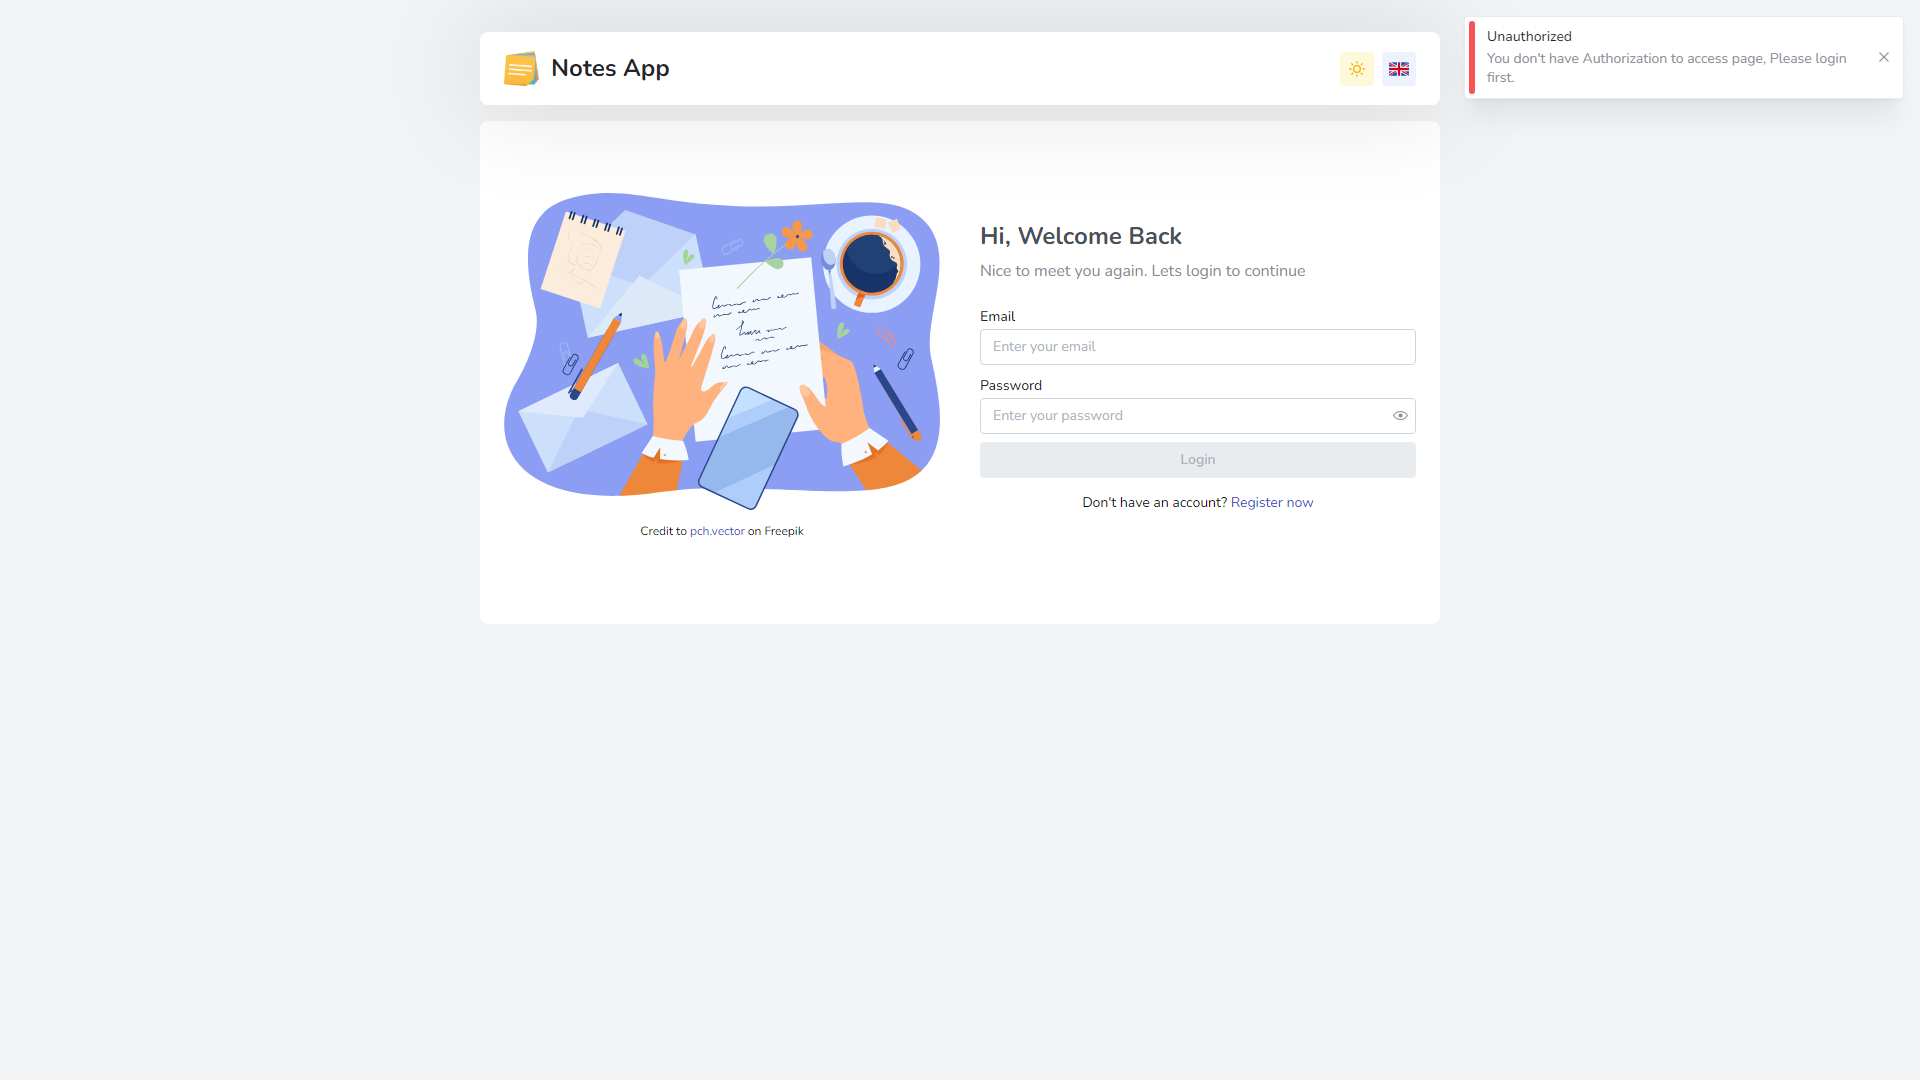 Notes App
Unauthorized
You don't have Authorization to access page, Please login
first.
Hi, Welcome Back
Nice to meet you again. Lets login to continue
Email
Enter your email
Password
Enter your password
Login
Don't have an account? Register now
Credit to pch.vector on Freepik